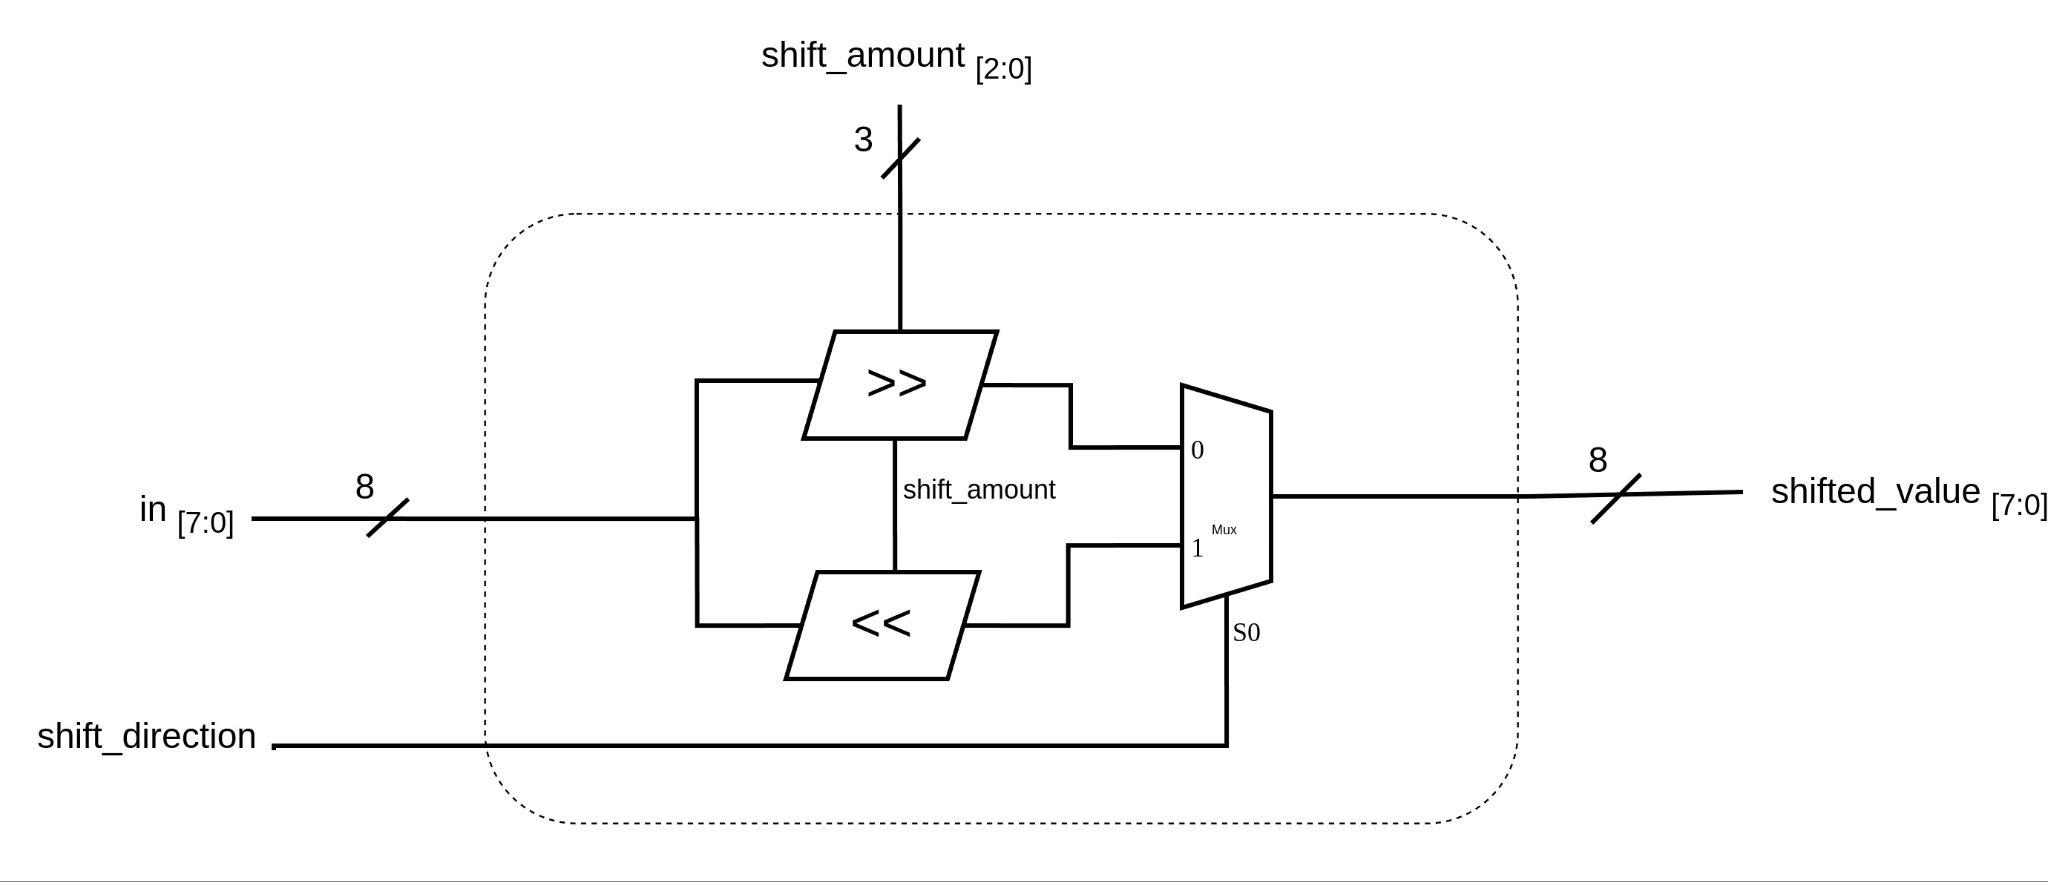 shift_amount [2:0]
3
>>
0
8
shift_amount
8
in [7:0]
shifted_value [7:0]
Mux
1
<<
S0
shift_direction